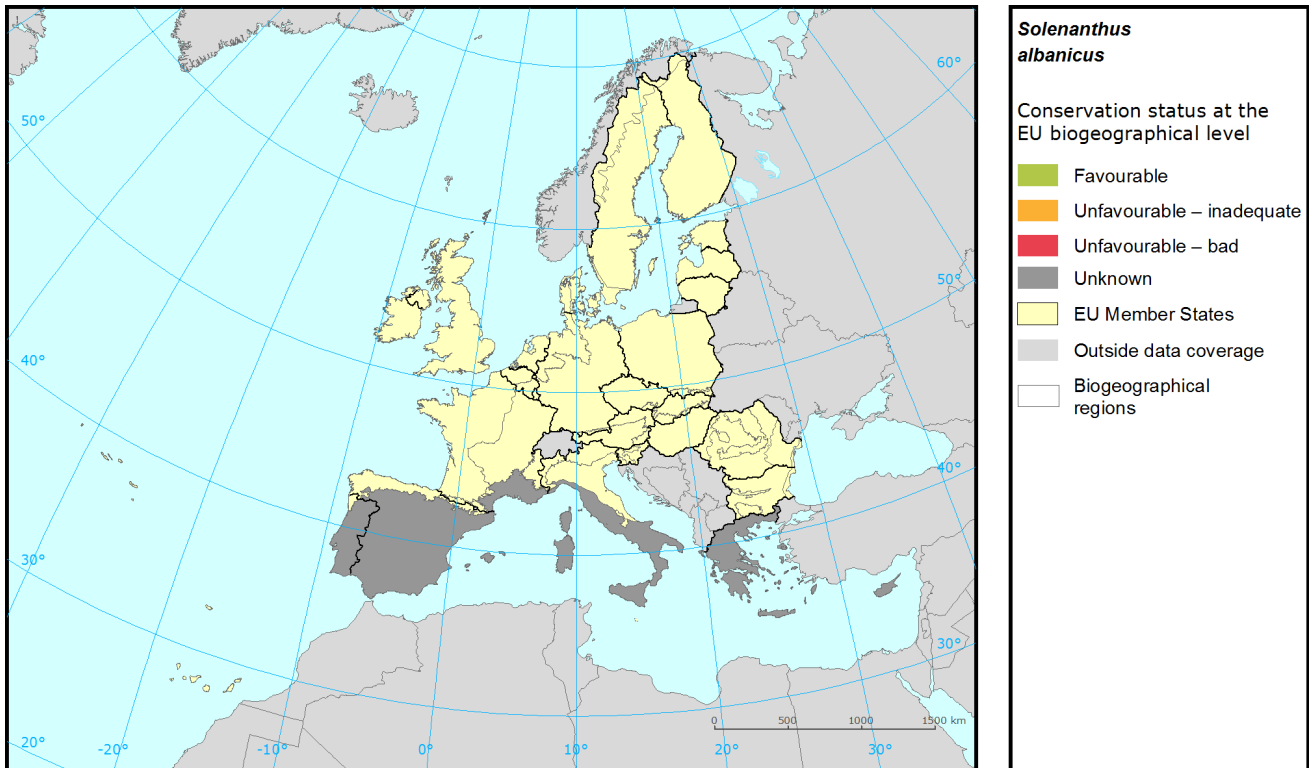 60°
50°
50°
40°
40°
30°
30°
20°
-20°
-10°
0°
10°
20°
30°
0 500 1000 1500 km
Solenanthus
albanicus
Conservation status at the
EU biogeographical level
Favourable
Unfavourable – inadequate
Unfavourable – bad
Unknown
EU Member States
Outside data coverage
Biogeographical
regions